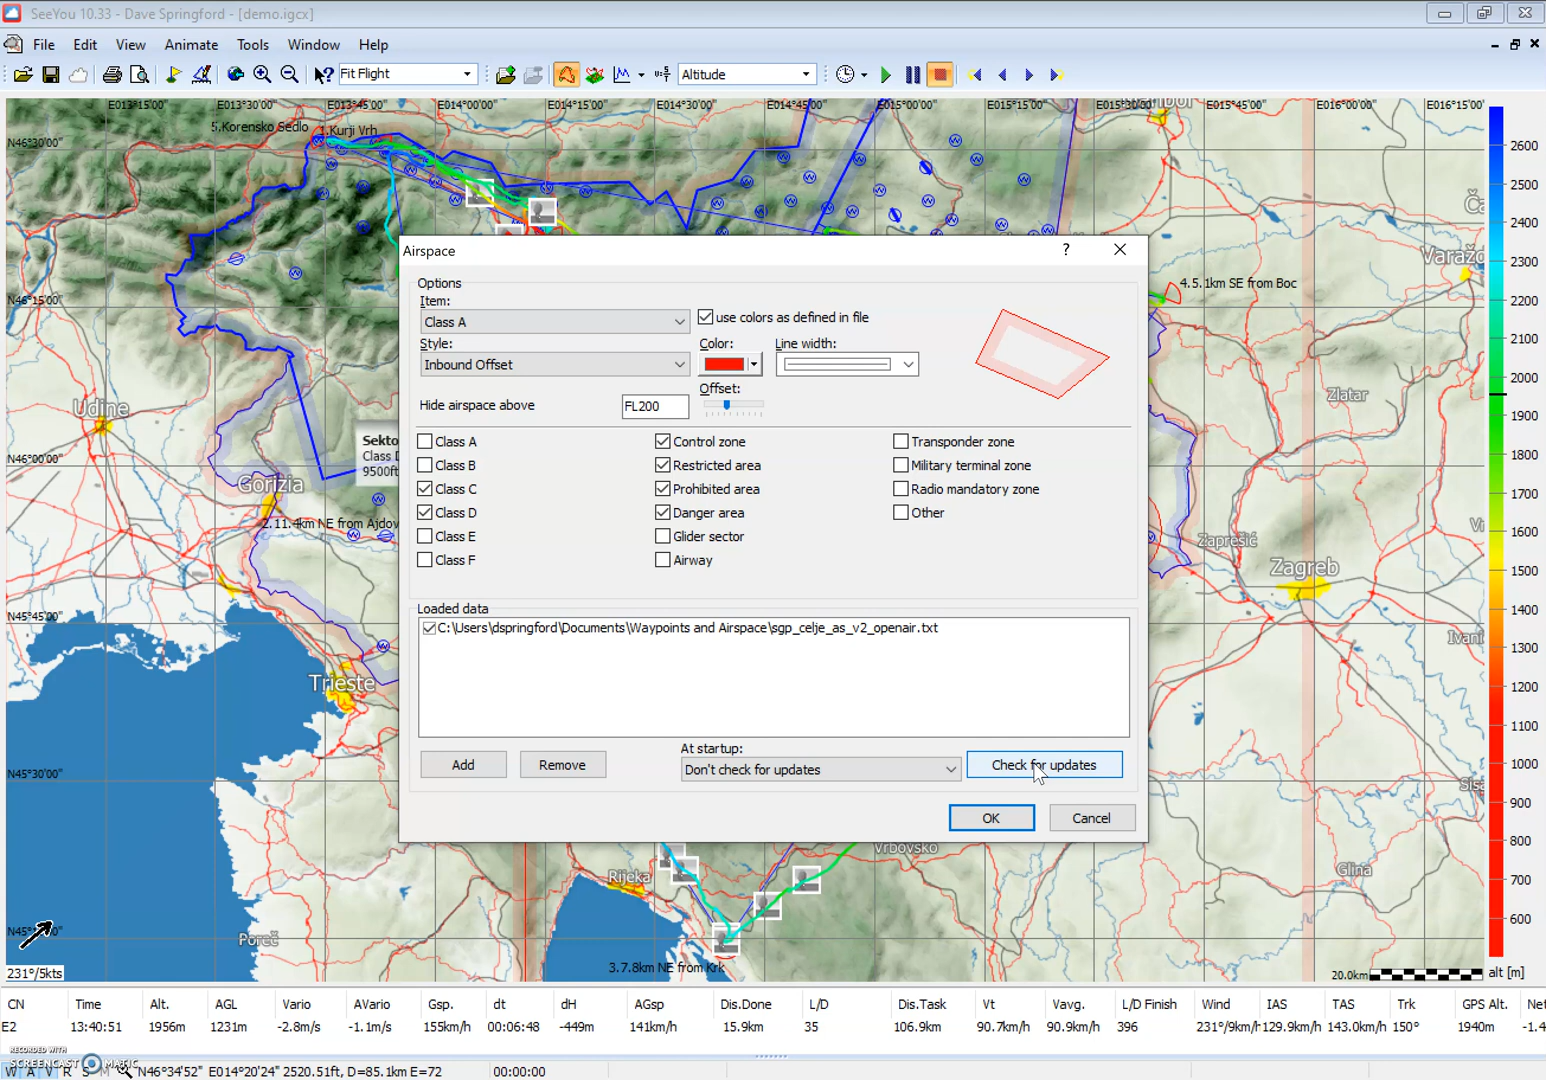 SeeYou 10.33 - Dave Springford - [demo.igcx]
File Edit View Animate Tools Window Help
Fit Flight Altitude
E013°15'00" E013°30'00" E013°45'00" E014°00'00" E014°15'00" E014°30'00" E014°45'00" E015°00'00" E015°15'00" E015°30'00" E015°45'00" E016°00'00" E016°15'00"
5.Korensko Sedlo 1.Kurji Vrh
N46°30'00"
2600
2500
2400
2300
2200
2100
2000
1900
1800
1700
1600
1500
1400
1300
1200
1100
1000
900
800
700
600
alt [m]
Varažd
4.5.1km SE from Boc
N46°15'00"
Udine
Zlatar
N46°00'00"
Sekto
Class D
9500ft
Gorizia
2.11.4km NE from Ajdov
Zaprešić
Zagreb
N45°45'00"
Ivani
Trieste
N45°30'00"
Vrbovsko
Rijeka
Glina
Poreč
3.7.8km NE from Krk
231°/5kts
20.0km
Airspace ?
Options
Item:
Class A
use colors as defined in file
Style:
Inbound Offset
Color:
Line width:
Offset:
Hide airspace above FL200
Class A Control zone Transponder zone
Class B Restricted area Military terminal zone
Class C Prohibited area Radio mandatory zone
Class D Danger area Other
Class E Glider sector
Class F Airway
Loaded data
C:\Users\dspringford\Documents\Waypoints and Airspace\sgp_celje_as_v2_openair.txt
At startup:
Add Remove Don't check for updates Check for updates
OK Cancel
CN Time Alt. AGL Vario AVario Gsp. dt dH AGsp Dis.Done L/D Dis.Task Vt Vavg. L/D Finish Wind IAS TAS Trk GPS Alt. Net
E2 13:40:51 1956m 1231m -2.8m/s -1.1m/s 155km/h 00:06:48 -449m 141km/h 15.9km 35 106.9km 90.7km/h 90.9km/h 396 231°/9km/h 129.9km/h 143.0km/h 150° 1940m -1.4
RECORDED WITH
SCREENCAST MATIC
W A V R S M N46°34'52" E014°20'24" 2520.51ft, D=85.1km E=72 00:00:00